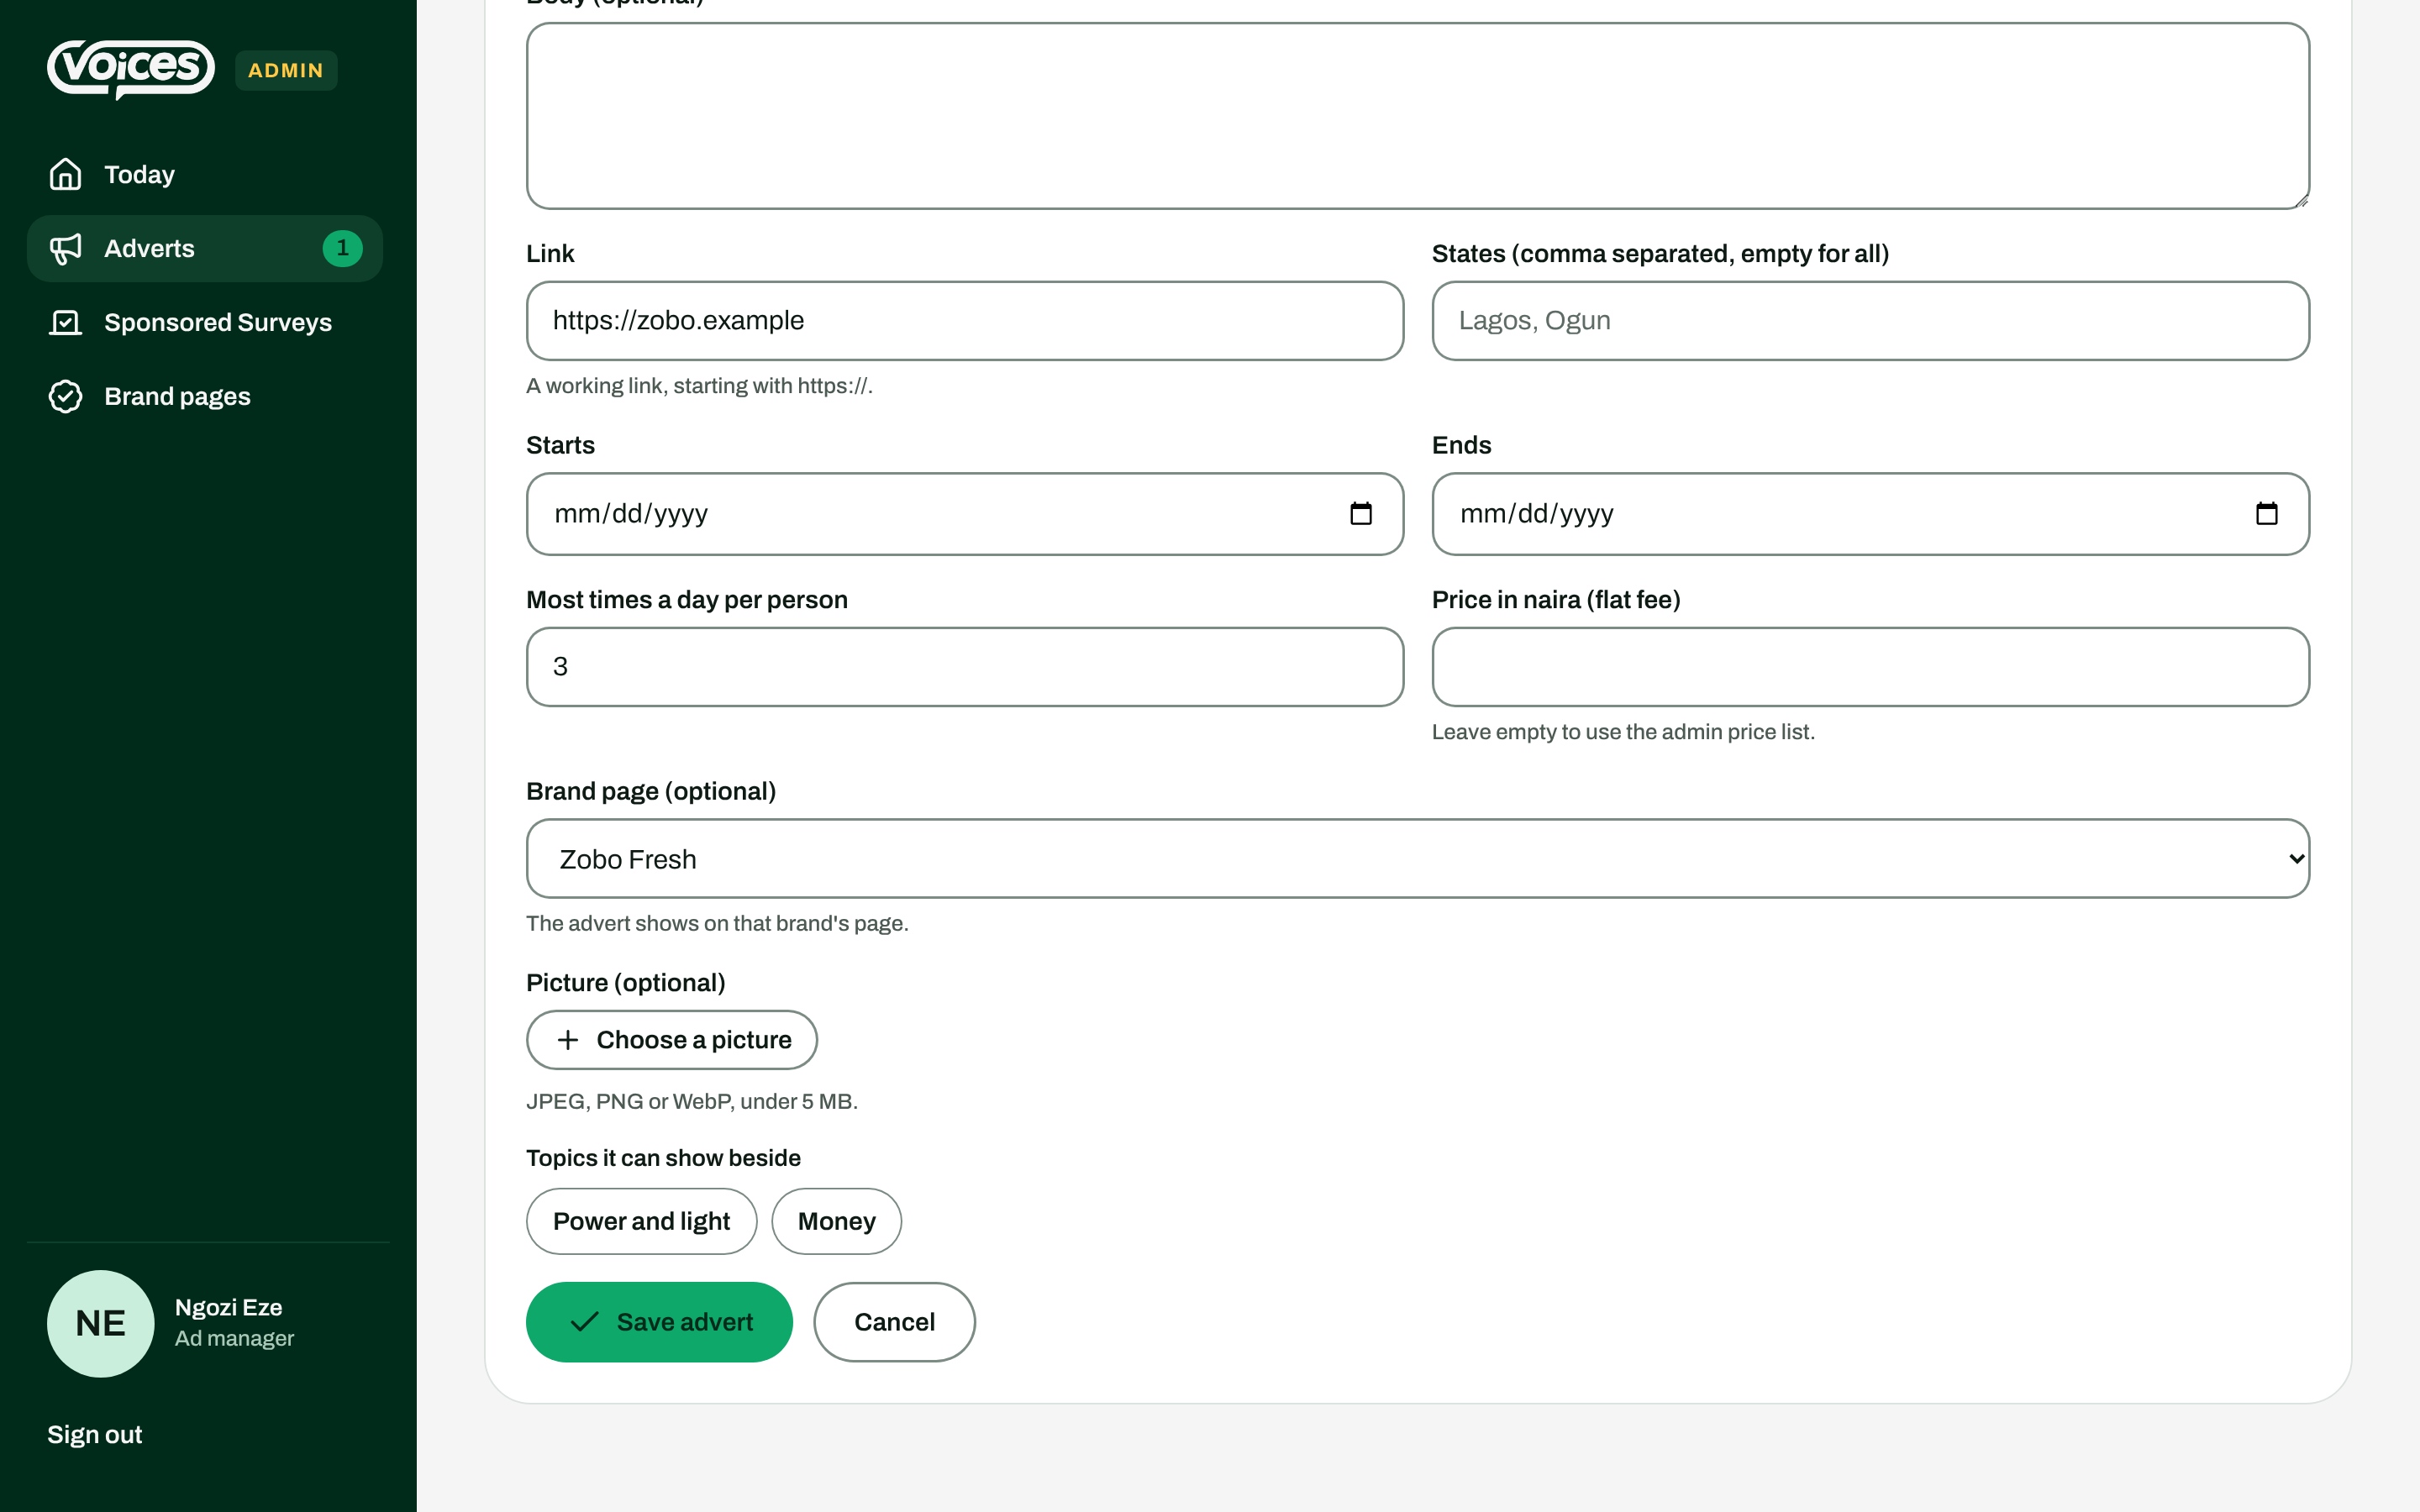 voices ADMIN
Today
Adverts 1
Sponsored Surveys
Brand pages
NE
Ngozi Eze
Ad manager
Sign out
Body (optional)
Link
https://zobo.example
A working link, starting with https://.
States (comma separated, empty for all)
Lagos, Ogun
Starts
mm/dd/yyyy
Ends
mm/dd/yyyy
Most times a day per person
3
Price in naira (flat fee)
Leave empty to use the admin price list.
Brand page (optional)
Zobo Fresh
The advert shows on that brand's page.
Picture (optional)
Choose a picture
JPEG, PNG or WebP, under 5 MB.
Topics it can show beside
Power and light
Money
Save advert
Cancel